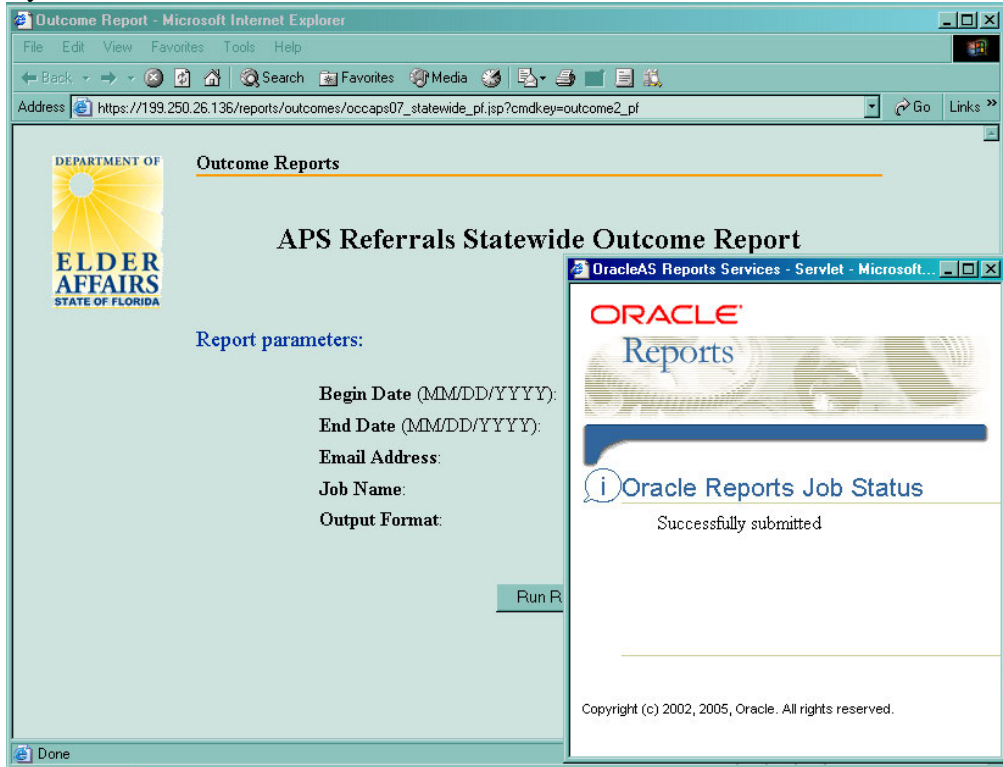 Outcome Report - Microsoft Internet Explorer
File Edit View Favorites Tools Help
Back Search Favorites Media
Address https://199.250.26.136/reports/outcomes/occaps07_statewide_pf.jsp?cmdkey=outcome2_pf Go Links »
DEPARTMENT OF
ELDER
AFFAIRS
STATE OF FLORIDA
Outcome Reports
APS Referrals Statewide Outcome Report
Report parameters:
Begin Date (MM/DD/YYYY):
End Date (MM/DD/YYYY):
Email Address:
Job Name:
Output Format:
Run R
Done
OracleAS Reports Services - Servlet - Microsoft...
ORACLE
Reports
i Oracle Reports Job Status
Successfully submitted
Copyright (c) 2002, 2005, Oracle. All rights reserved.